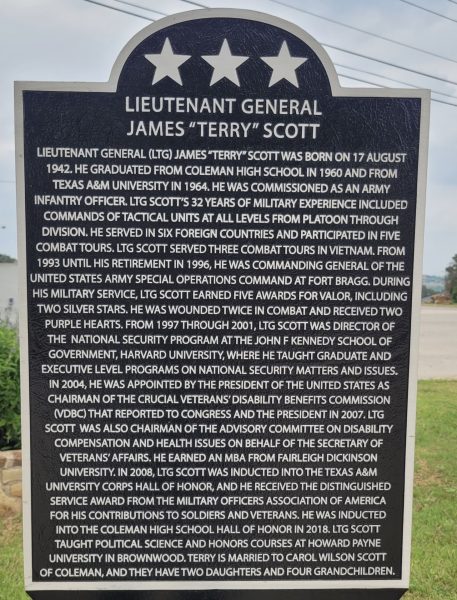 LIEUTENANT GENERAL
JAMES "TERRY" SCOTT
LIEUTENANT GENERAL (LTG) JAMES "TERRY" SCOTT WAS BORN ON 17 AUGUST
1942. HE GRADUATED FROM COLEMAN HIGH SCHOOL IN 1960 AND FROM
TEXAS A&M UNIVERSITY IN 1964. HE WAS COMMISSIONED AS AN ARMY
INFANTRY OFFICER. LTG SCOTT'S 32 YEARS OF MILITARY EXPERIENCE INCLUDED
COMMANDS OF TACTICAL UNITS AT ALL LEVELS FROM PLATOON THROUGH
DIVISION. HE SERVED IN SIX FOREIGN COUNTRIES AND PARTICIPATED IN FIVE
COMBAT TOURS. LTG SCOTT SERVED THREE COMBAT TOURS IN VIETNAM. FROM
1993 UNTIL HIS RETIREMENT IN 1996, HE WAS COMMANDING GENERAL OF THE
UNITED STATES ARMY SPECIAL OPERATIONS COMMAND AT FORT BRAGG. DURING
HIS MILITARY SERVICE, LTG SCOTT EARNED FIVE AWARDS FOR VALOR, INCLUDING
TWO SILVER STARS. HE WAS WOUNDED TWICE IN COMBAT AND RECEIVED TWO
PURPLE HEARTS. FROM 1997 THROUGH 2001, LTG SCOTT WAS DIRECTOR OF
THE NATIONAL SECURITY PROGRAM AT THE JOHN F KENNEDY SCHOOL OF
GOVERNMENT, HARVARD UNIVERSITY, WHERE HE TAUGHT GRADUATE AND
EXECUTIVE LEVEL PROGRAMS ON NATIONAL SECURITY MATTERS AND ISSUES.
IN 2004, HE WAS APPOINTED BY THE PRESIDENT OF THE UNITED STATES AS
CHAIRMAN OF THE CRUCIAL VETERANS' DISABILITY BENEFITS COMMISSION
(VDBC) THAT REPORTED TO CONGRESS AND THE PRESIDENT IN 2007. LTG
SCOTT WAS ALSO CHAIRMAN OF THE ADVISORY COMMITTEE ON DISABILITY
COMPENSATION AND HEALTH ISSUES ON BEHALF OF THE SECRETARY OF
VETERANS' AFFAIRS. HE EARNED AN MBA FROM FAIRLEIGH DICKINSON
UNIVERSITY. IN 2008, LTG SCOTT WAS INDUCTED INTO THE TEXAS A&M
UNIVERSITY CORPS HALL OF HONOR, AND HE RECEIVED THE DISTINGUISHED
SERVICE AWARD FROM THE MILITARY OFFICERS ASSOCIATION OF AMERICA
FOR HIS CONTRIBUTIONS TO SOLDIERS AND VETERANS. HE WAS INDUCTED
INTO THE COLEMAN HIGH SCHOOL HALL OF HONOR IN 2018. LTG SCOTT
TAUGHT POLITICAL SCIENCE AND HONORS COURSES AT HOWARD PAYNE
UNIVERSITY IN BROWNWOOD. TERRY IS MARRIED TO CAROL WILSON SCOTT
OF COLEMAN, AND THEY HAVE TWO DAUGHTERS AND FOUR GRANDCHILDREN.